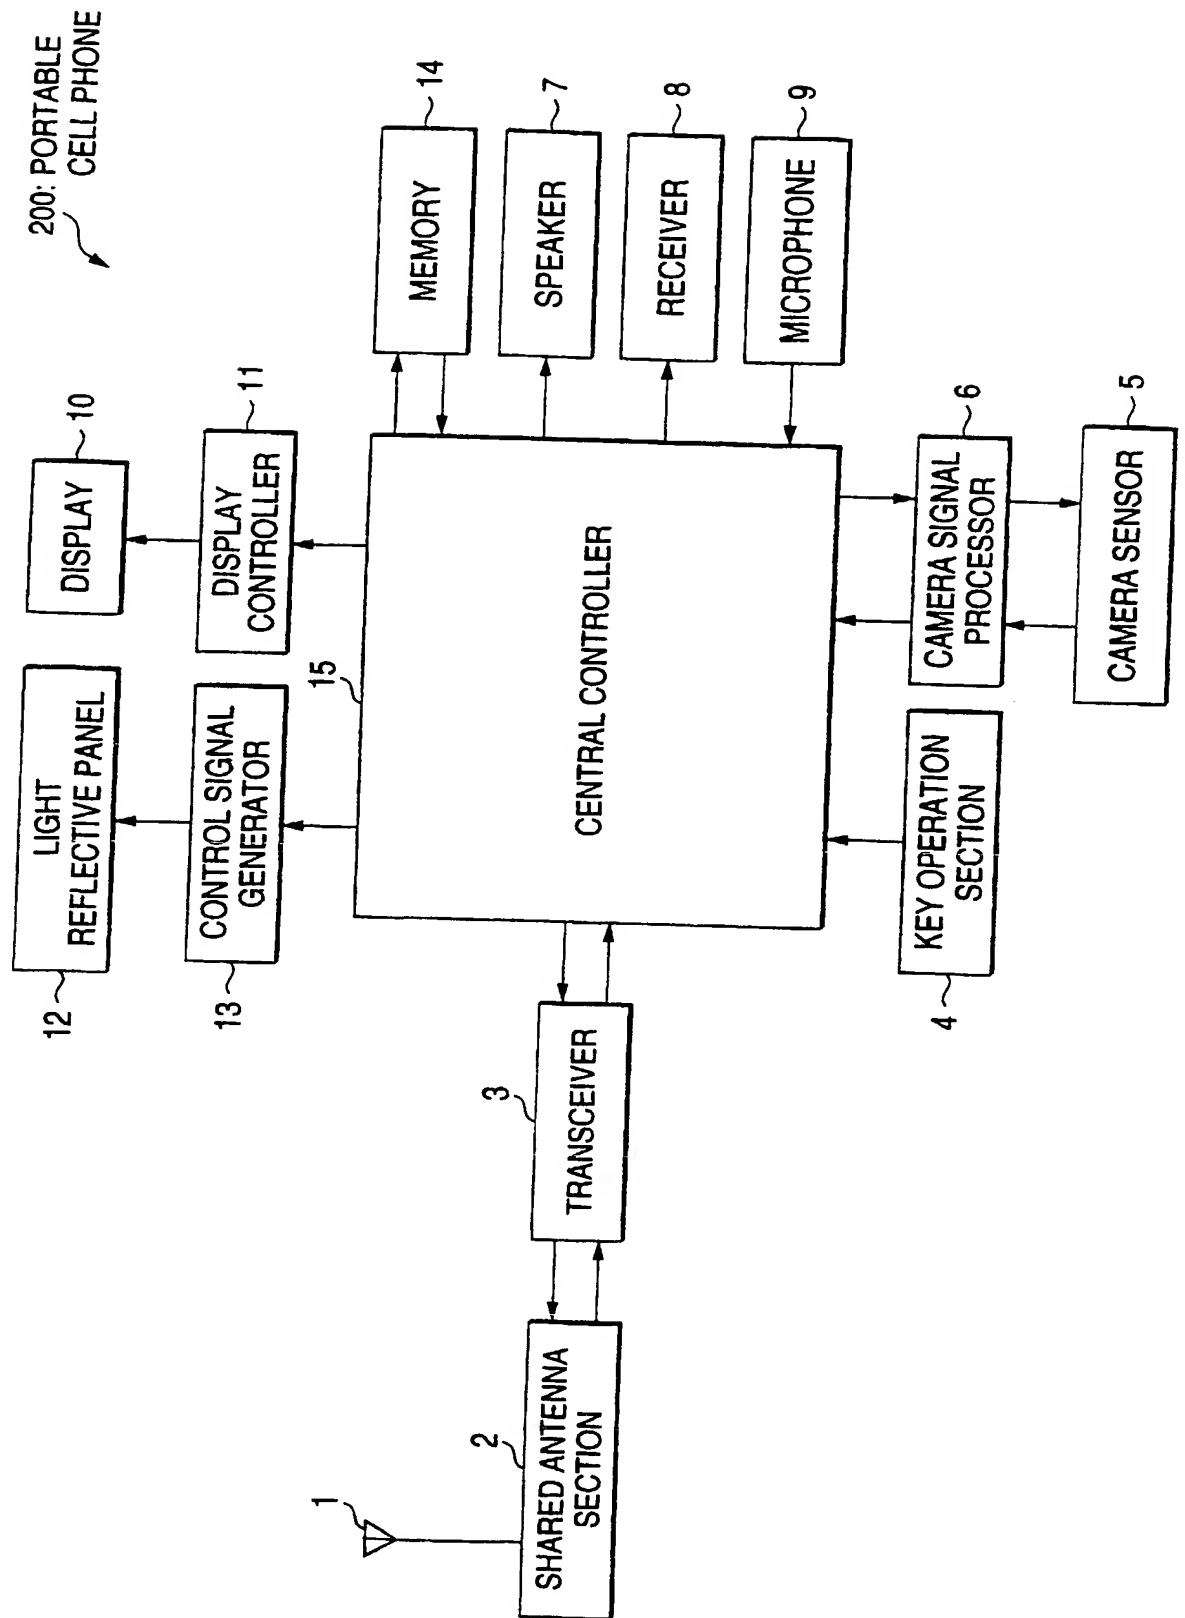 200: PORTABLE
CELL PHONE
12
LIGHT
REFLECTIVE PANEL
DISPLAY
10
13
CONTROL SIGNAL
GENERATOR
DISPLAY
CONTROLLER
11
15
CENTRAL CONTROLLER
MEMORY
14
SPEAKER
7
RECEIVER
8
MICROPHONE
9
1
2
SHARED ANTENNA
SECTION
3
TRANSCEIVER
4
KEY OPERATION
SECTION
CAMERA SIGNAL
PROCESSOR
6
CAMERA SENSOR
5